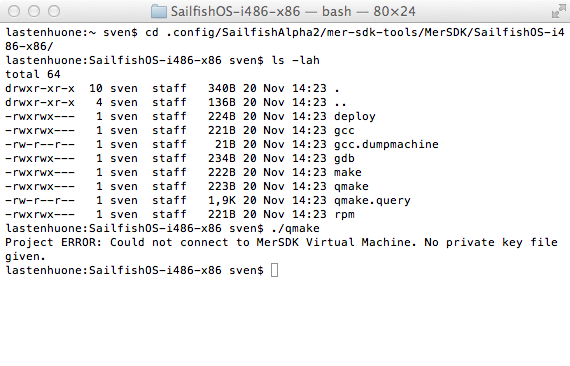 SailfishOS-i486-x86 — bash — 80×24
lastenhuone:~ sven$ cd .config/SailfishAlpha2/mer-sdk-tools/MerSDK/SailfishOS-i4
86-x86/
lastenhuone:SailfishOS-i486-x86 sven$ ls -lah
total 64
drwxr-xr-x  10 sven  staff   340B 20 Nov 14:23 .
drwxr-xr-x   4 sven  staff   136B 20 Nov 14:23 ..
-rwxrwx---   1 sven  staff   224B 20 Nov 14:23 deploy
-rwxrwx---   1 sven  staff   221B 20 Nov 14:23 gcc
-rw-r--r--   1 sven  staff    21B 20 Nov 14:23 gcc.dumpmachine
-rwxrwx---   1 sven  staff   234B 20 Nov 14:23 gdb
-rwxrwx---   1 sven  staff   222B 20 Nov 14:23 make
-rwxrwx---   1 sven  staff   223B 20 Nov 14:23 qmake
-rw-r--r--   1 sven  staff   1,9K 20 Nov 14:23 qmake.query
-rwxrwx---   1 sven  staff   221B 20 Nov 14:23 rpm
lastenhuone:SailfishOS-i486-x86 sven$ ./qmake
Project ERROR: Could not connect to MerSDK Virtual Machine. No private key file
given.
lastenhuone:SailfishOS-i486-x86 sven$